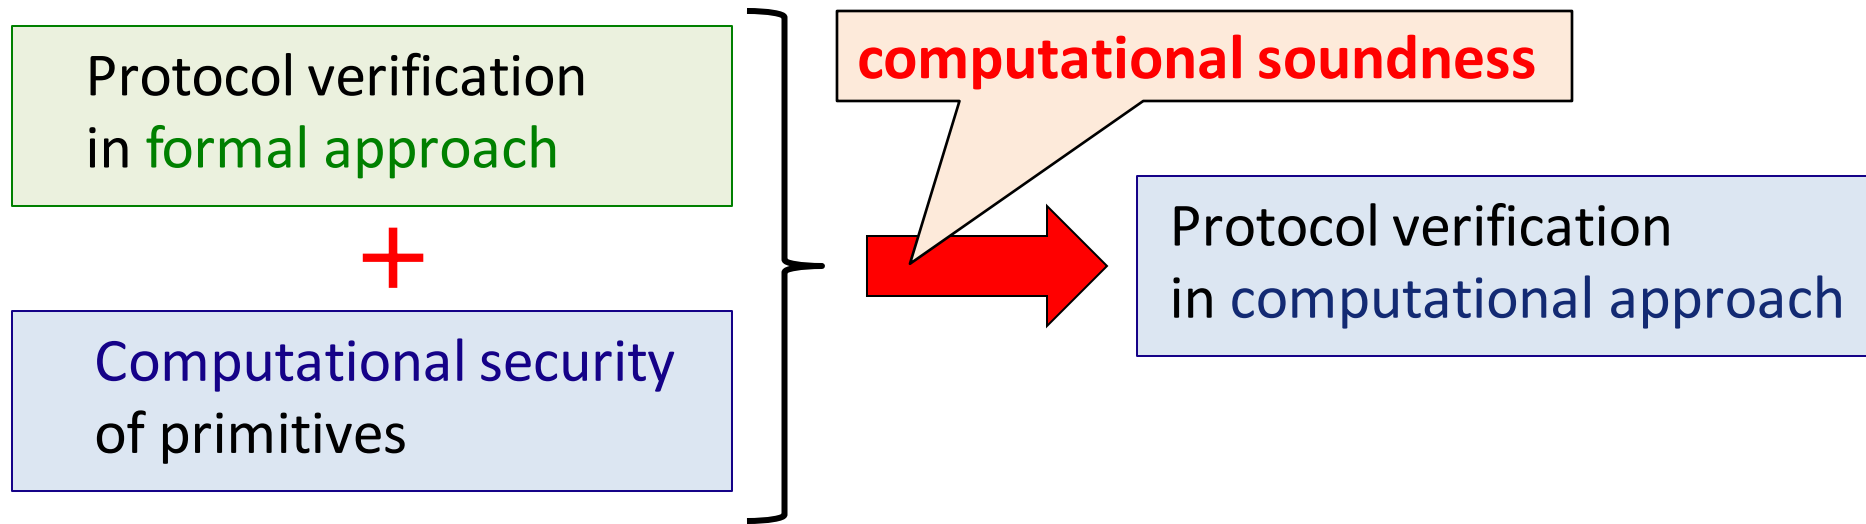 Protocol verification
in formal approach
+
Computational security
of primitives
computational soundness
Protocol verification
in computational approach